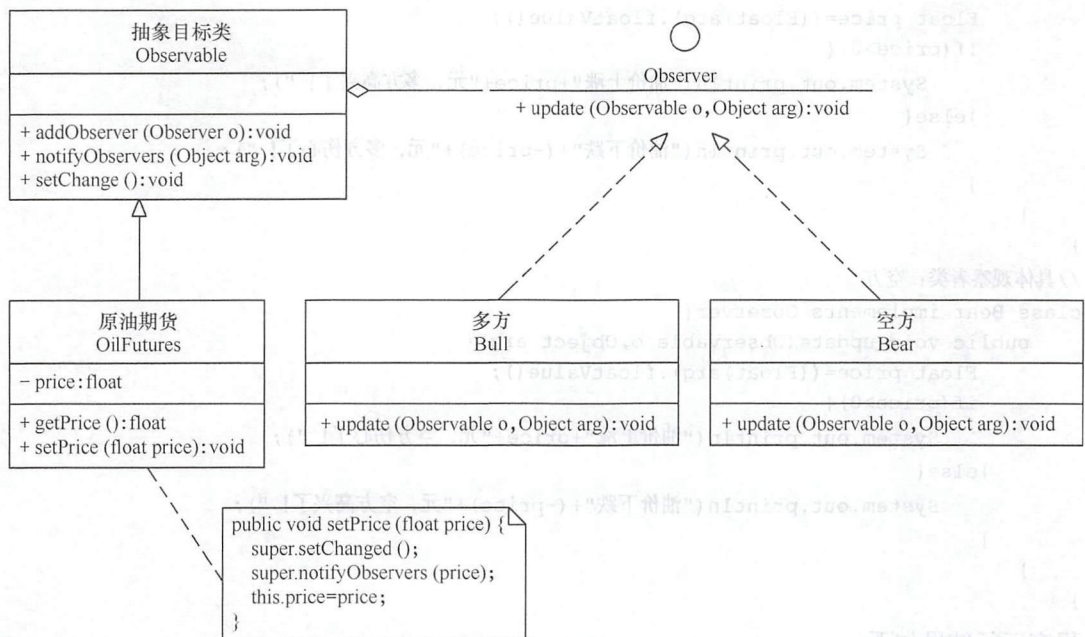 抽象目标类
Observable
+ addObserver (Observer o):void
+ notifyObservers (Object arg):void
+ setChange ():void
Observer
+ update (Observable o,Object arg):void
原油期货
OilFutures
- price:float
+ getPrice ():float
+ setPrice (float price):void
多方
Bull
+ update (Observable o,Object arg):void
空方
Bear
+ update (Observable o,Object arg):void
public void setPrice (float price) {
super.setChanged ();
super.notifyObservers (price);
this.price=price;
}